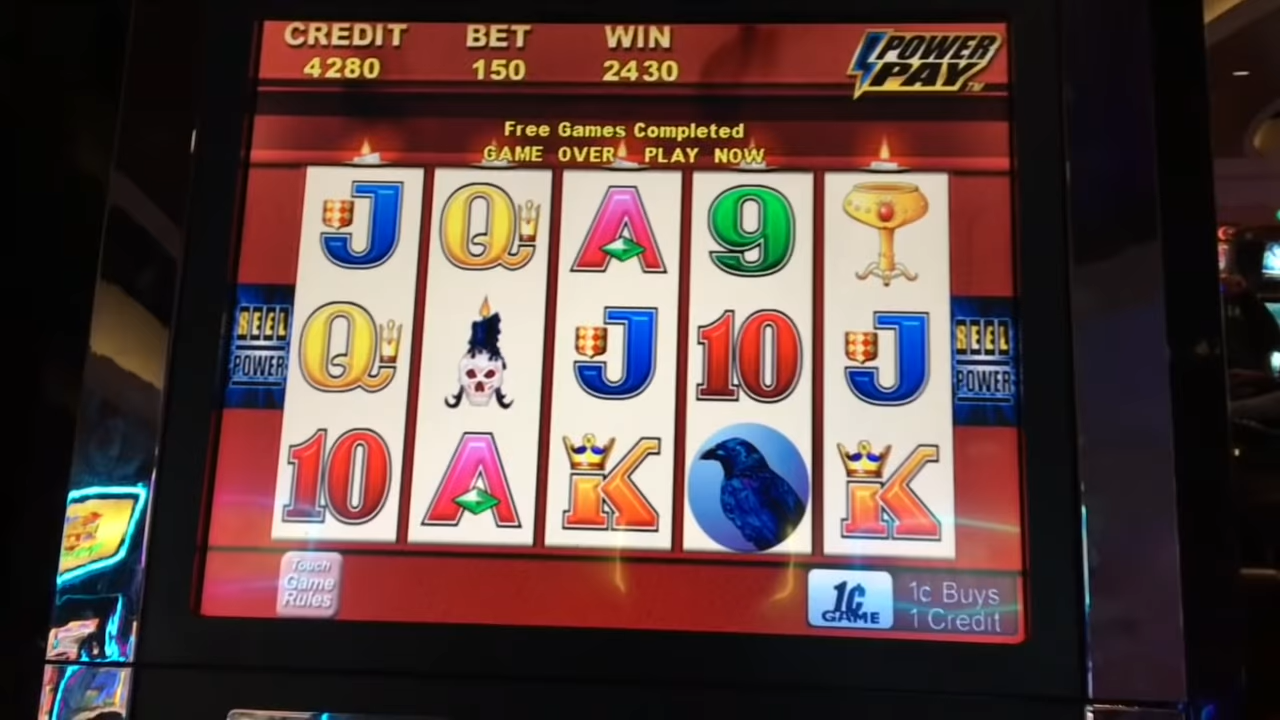 CREDIT BET WIN
4280 150 2430
POWER
PAY™
Free Games Completed
GAME OVER PLAY NOW
J Q A 9
Q J 10 J
10 A K K
REEL
POWER
REEL
POWER
Touch
Game
Rules
1¢
GAME
1c Buys
1 Credit